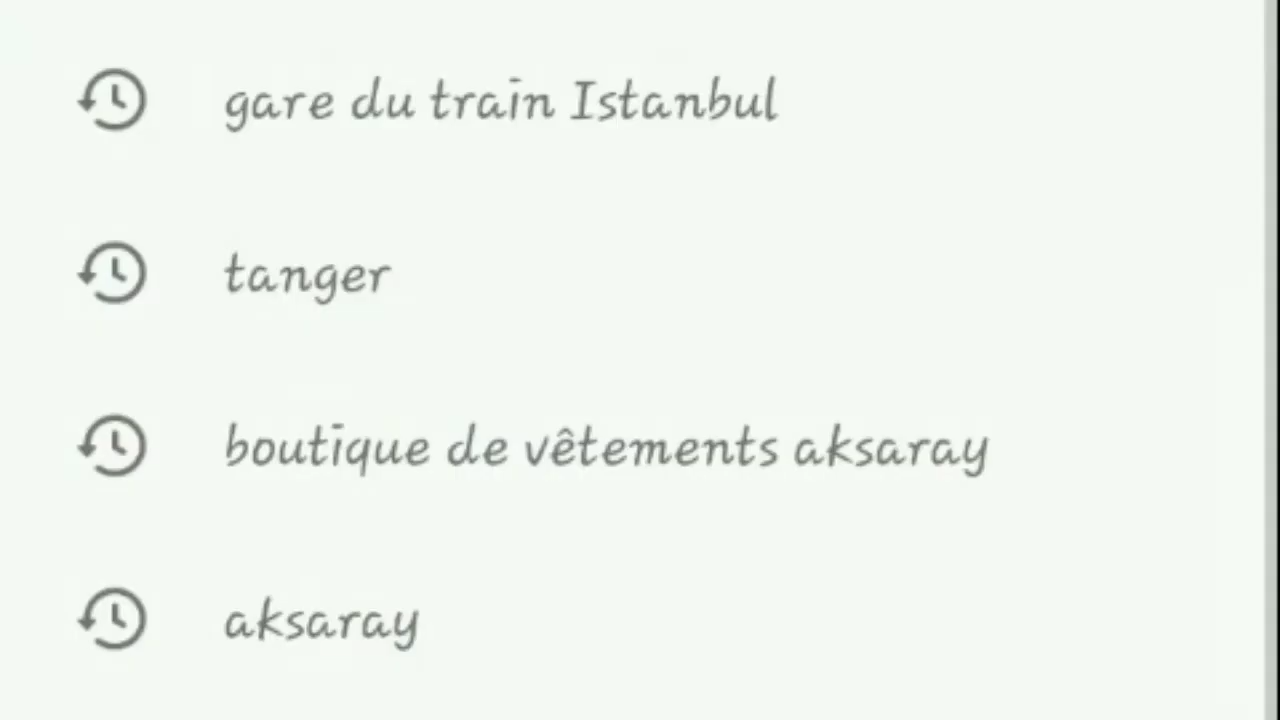 gare du train Istanbul
tanger
boutique de vêtements aksaray
aksaray